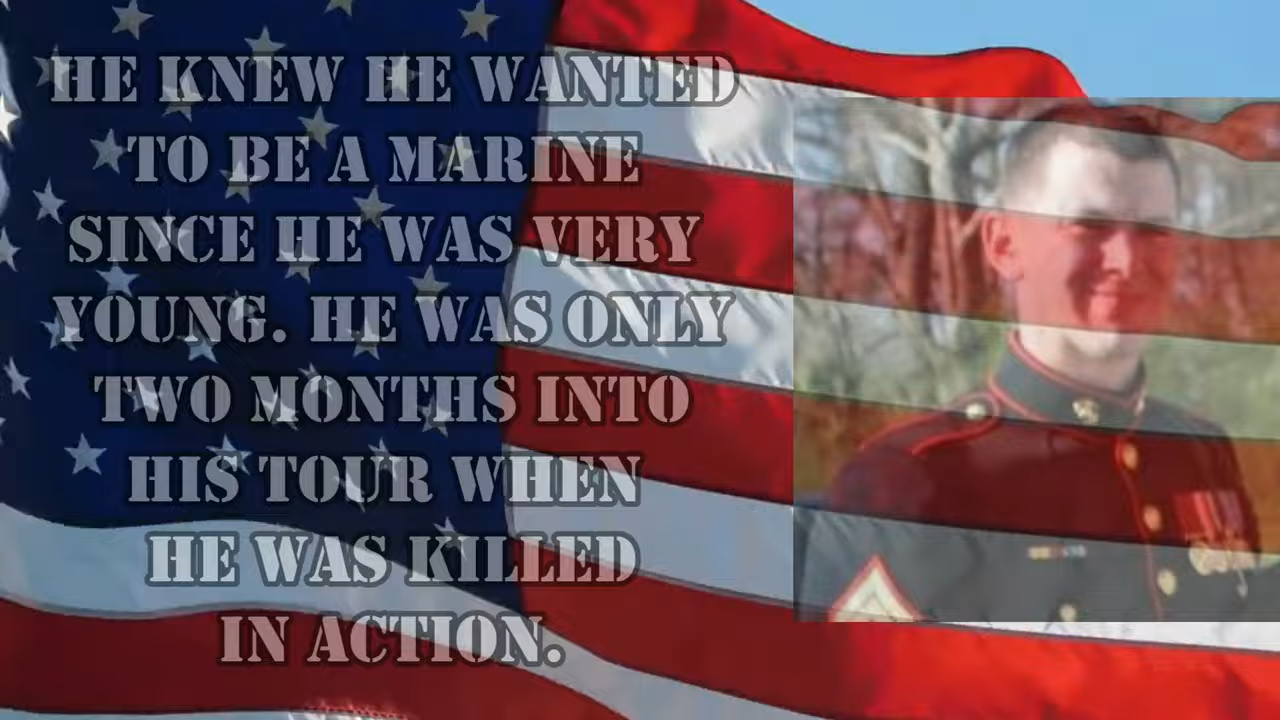 HE KNEW HE WANTED
TO BE A MARINE
SINCE HE WAS VERY
YOUNG. HE WAS ONLY
TWO MONTHS INTO
HIS TOUR WHEN
HE WAS KILLED
IN ACTION.